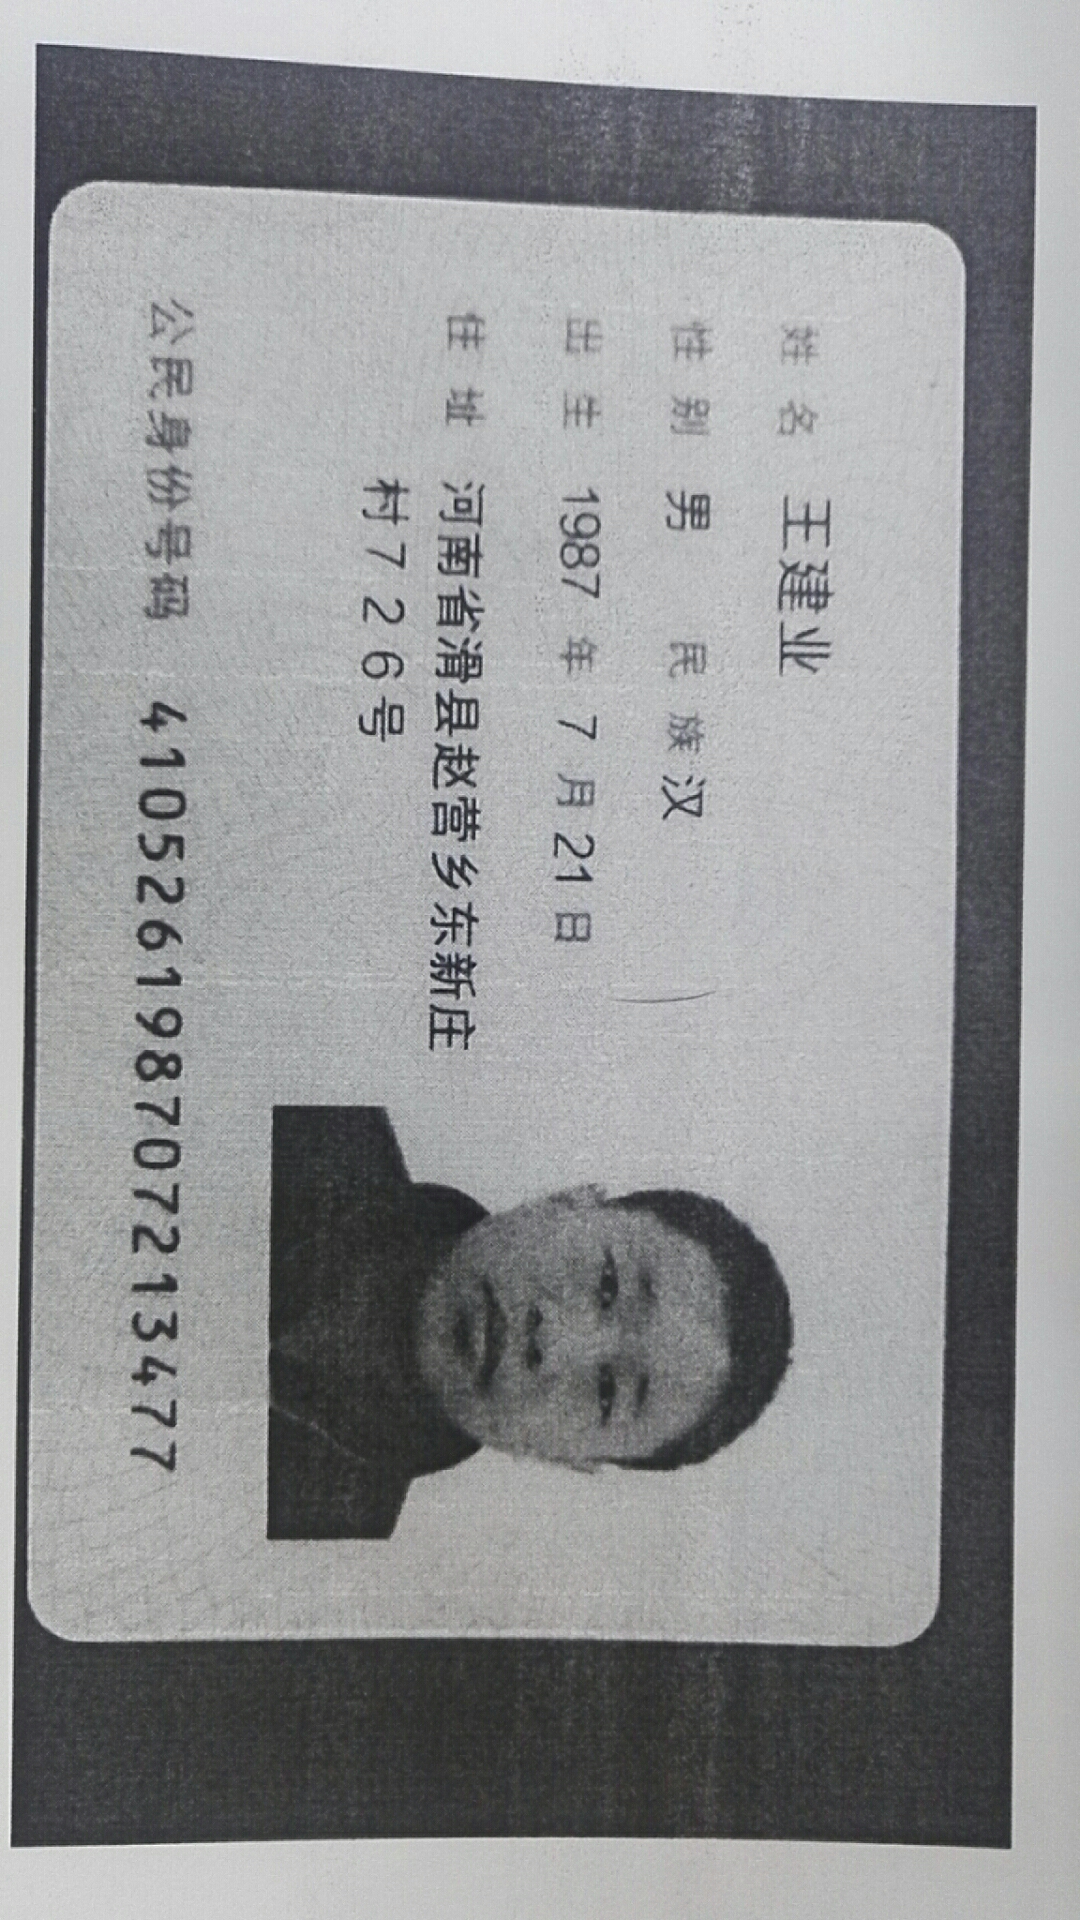 姓名 王建业
性别 男 民族 汉
出生 1987 年 7 月 21 日
住址 河南省滑县赵营乡东新庄
村726号
公民身份号码 410526198707213477